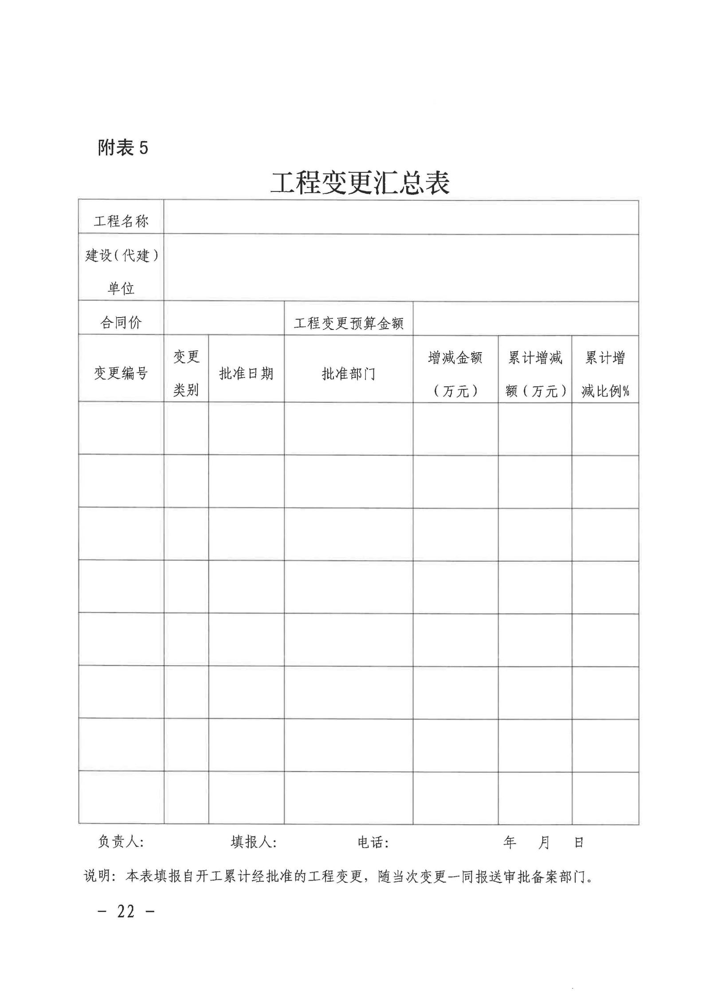 附表 5
工程变更汇总表
工程名称
建设（代建）
单位
合同价
工程变更预算金额
变更编号
变更
类别
批准日期
批准部门
增减金额
（万元）
累计增减
额（万元）
累计增
减比例%
负责人: 填报人: 电话: 年 月 日
说明：本表填报自开工累计经批准的工程变更，随当次变更一同报送审批备案部门。
- 22 -